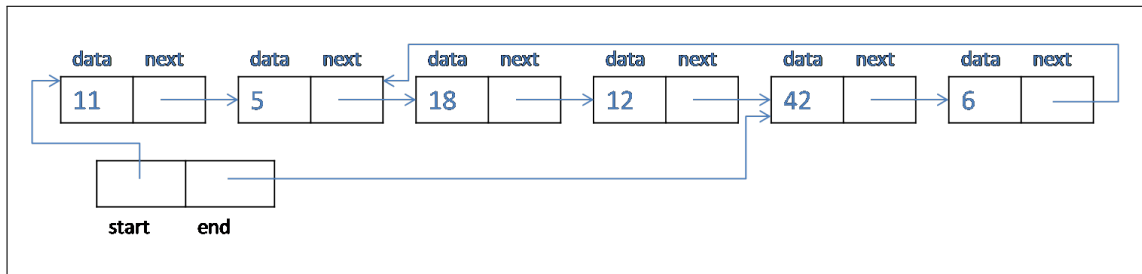 data next data next data next data next data next data next
11 5 18 12 42 6
start end